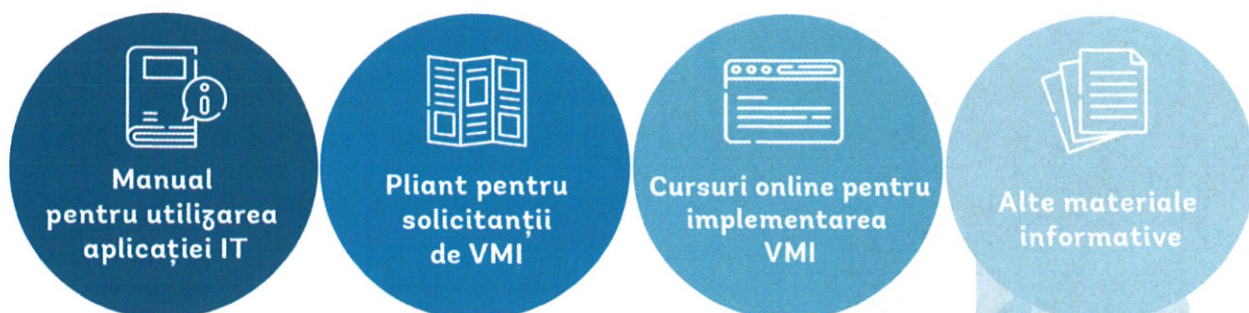 Manual
pentru utilizarea
aplicației IT
Pliant pentru
solicitanții
de VMI
Cursuri online pentru
implementarea
VMI
Alte materiale
informative